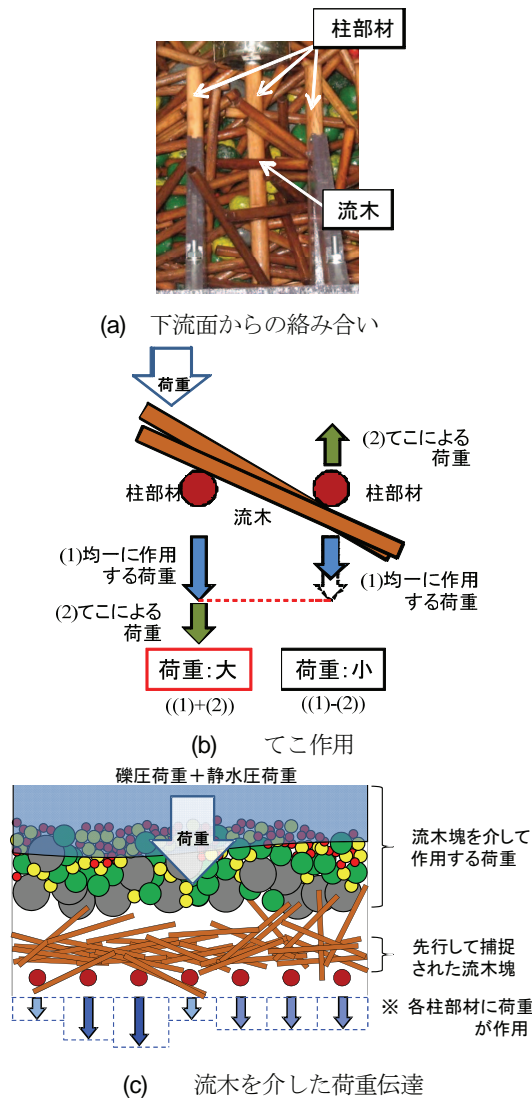 柱部材
流木
(a) 下流面からの絡み合い
荷重
(2)てこによる
荷重
柱部材
柱部材
流木
(1)均一に作用
する荷重
(1)均一に作用
する荷重
(2)てこによる
荷重
荷重:大
荷重:小
((1)+(2))
((1)-(2))
(b) てこ作用
礫圧荷重+静水圧荷重
荷重
流木塊を介して
作用する荷重
先行して捕捉
された流木塊
※ 各柱部材に荷重
が作用
(c) 流木を介した荷重伝達